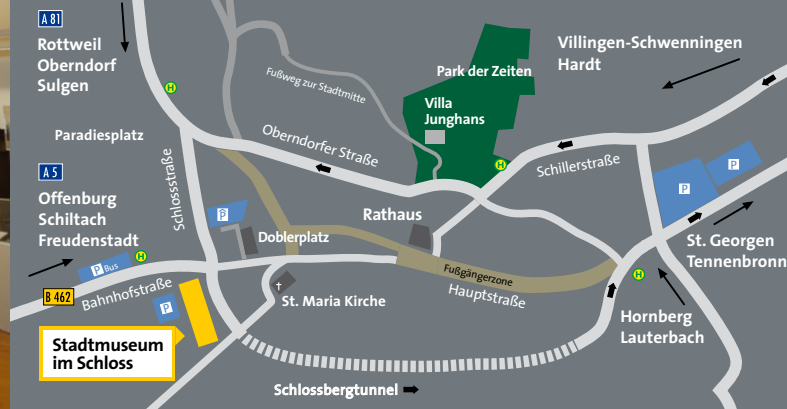 A 81
Rottweil
Oberndorf
Sulgen
H
Paradiesplatz
A 5
Offenburg
Schiltach
Freudenstadt
H
P Bus
B 462
Bahnhofstraße
P
Stadtmuseum
im Schloss
Schlossstraße
P
Doblerplatz
St. Maria Kirche
Fußweg zur Stadtmitte
Oberndorfer Straße
Park der Zeiten
Villa
Junghans
H
Rathaus
Fußgängerzone
Hauptstraße
Schlossbergtunnel
Villingen-Schwenningen
Hardt
Schillerstraße
P
P
St. Georgen
Tennenbronn
H
Hornberg
Lauterbach